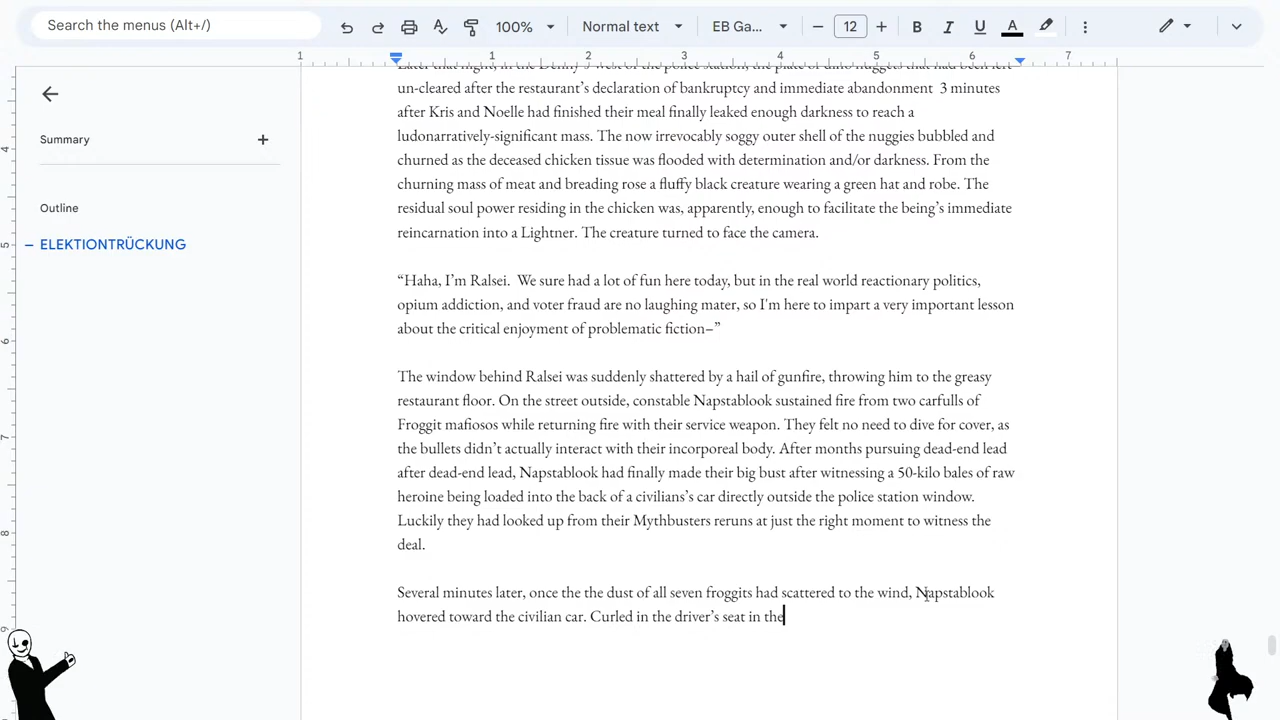 Search the menus (Alt+/)
100%
Normal text
EB Ga...
12
B I U A
1 1 2 3 4 5 6 7
Summary
Outline
ELEKTIONTRÜCKUNG
4
5
6
7
8
9
un-cleared after the restaurant’s declaration of bankruptcy and immediate abandonment  3 minutes
after Kris and Noelle had finished their meal finally leaked enough darkness to reach a
ludonarratively-significant mass. The now irrevocably soggy outer shell of the nuggies bubbled and
churned as the deceased chicken tissue was flooded with determination and/or darkness. From the
churning mass of meat and breading rose a fluffy black creature wearing a green hat and robe. The
residual soul power residing in the chicken was, apparently, enough to facilitate the being’s immediate
reincarnation into a Lightner. The creature turned to face the camera.
“Haha, I’m Ralsei.  We sure had a lot of fun here today, but in the real world reactionary politics,
opium addiction, and voter fraud are no laughing mater, so I'm here to impart a very important lesson
about the critical enjoyment of problematic fiction–”
The window behind Ralsei was suddenly shattered by a hail of gunfire, throwing him to the greasy
restaurant floor. On the street outside, constable Napstablook sustained fire from two carfulls of
Froggit mafiosos while returning fire with their service weapon. They felt no need to dive for cover, as
the bullets didn’t actually interact with their incorporeal body. After months pursuing dead-end lead
after dead-end lead, Napstablook had finally made their big bust after witnessing a 50-kilo bales of raw
heroine being loaded into the back of a civilians’s car directly outside the police station window.
Luckily they had looked up from their Mythbusters reruns at just the right moment to witness the
deal.
Several minutes later, once the the dust of all seven froggits had scattered to the wind, Napstablook
hovered toward the civilian car. Curled in the driver’s seat in the